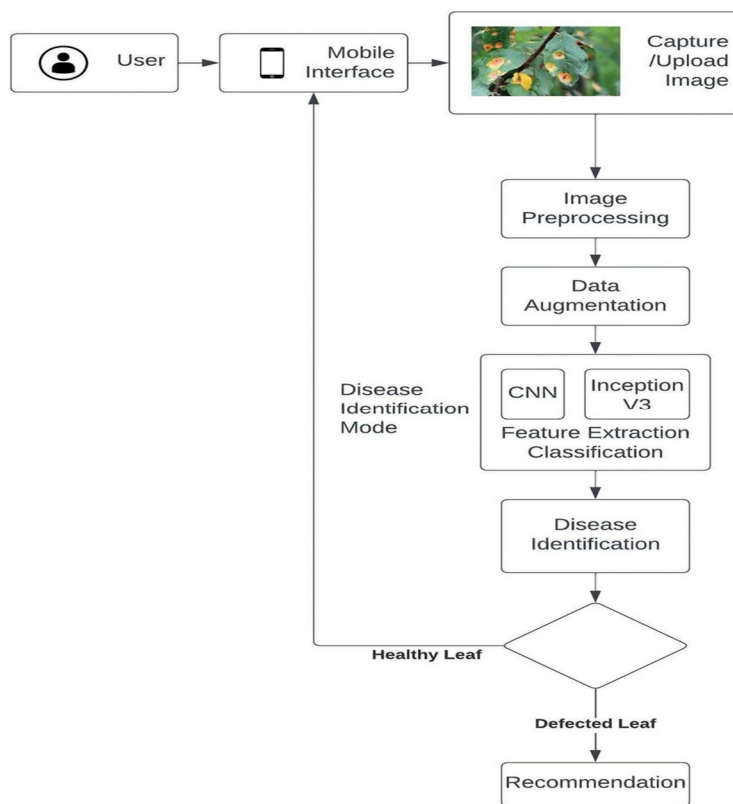 User
Mobile
Interface
Capture
/Upload
Image
Image
Preprocessing
Data
Augmentation
CNN
Inception
V3
Feature Extraction
Classification
Disease
Identification
Mode
Disease
Identification
Healthy Leaf
Defected Leaf
Recommendation